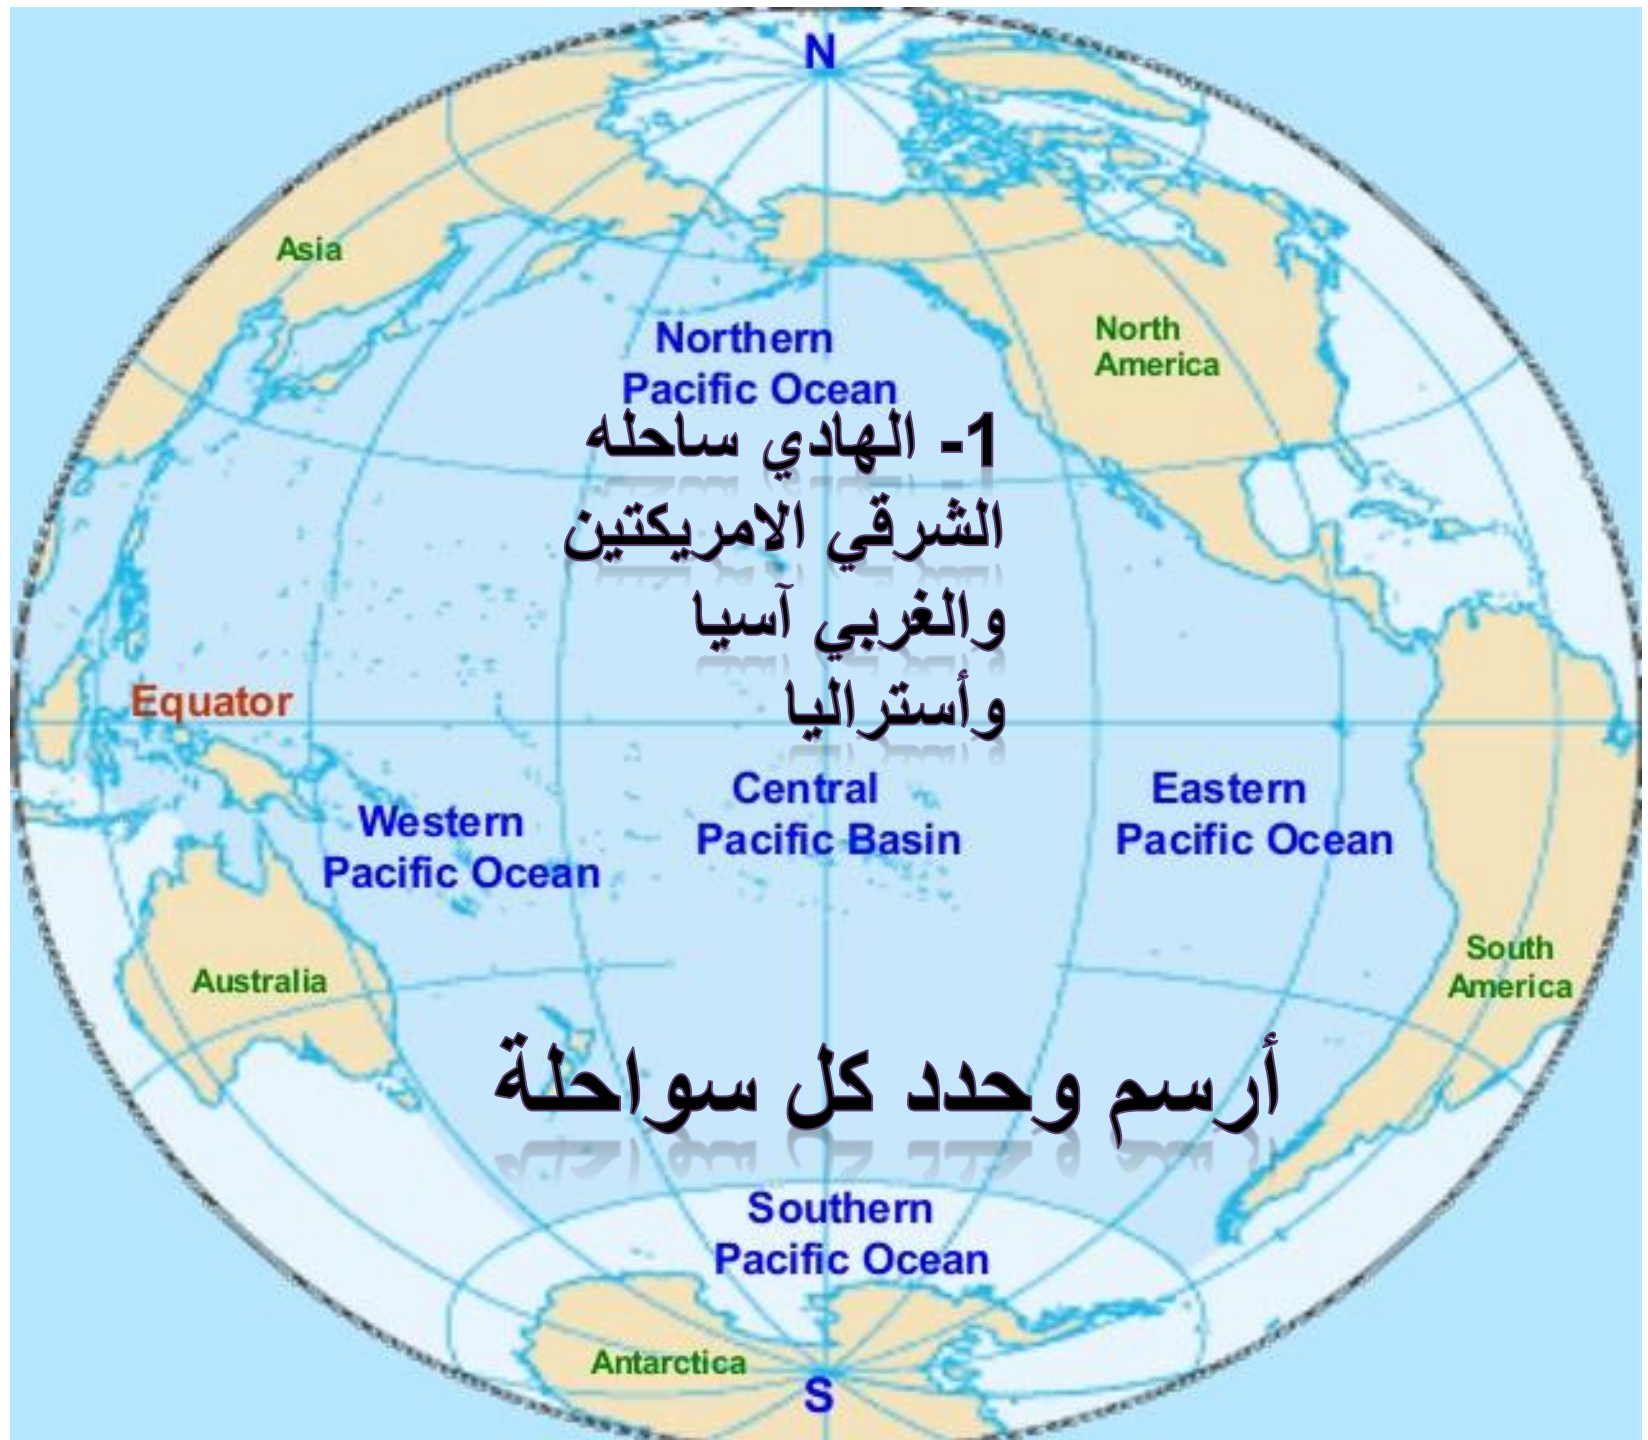 N
Asia
North
America
Northern
Pacific Ocean
1- الهادي ساحله
الشرقي الامريكتين
والغربي آسيا
وأستراليا
Equator
Central
Pacific Basin
Eastern
Pacific Ocean
Western
Pacific Ocean
South
America
Australia
أرسم وحدد كل سواحلة
Southern
Pacific Ocean
Antarctica
S